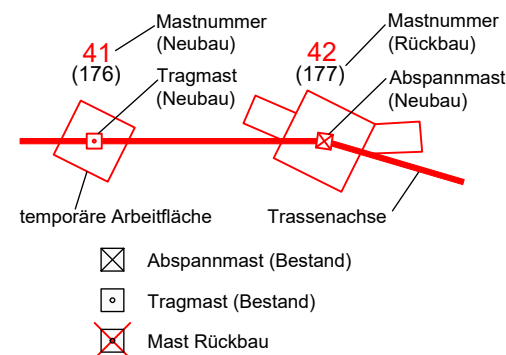 Mastnummer
(Neubau)
41
(176)
Tragmast
(Neubau)
Mastnummer
(Rückbau)
42
(177)
Abspannmast
(Neubau)
temporäre Arbeitfläche
Trassenachse
Abspannmast (Bestand)
Tragmast (Bestand)
Mast Rückbau